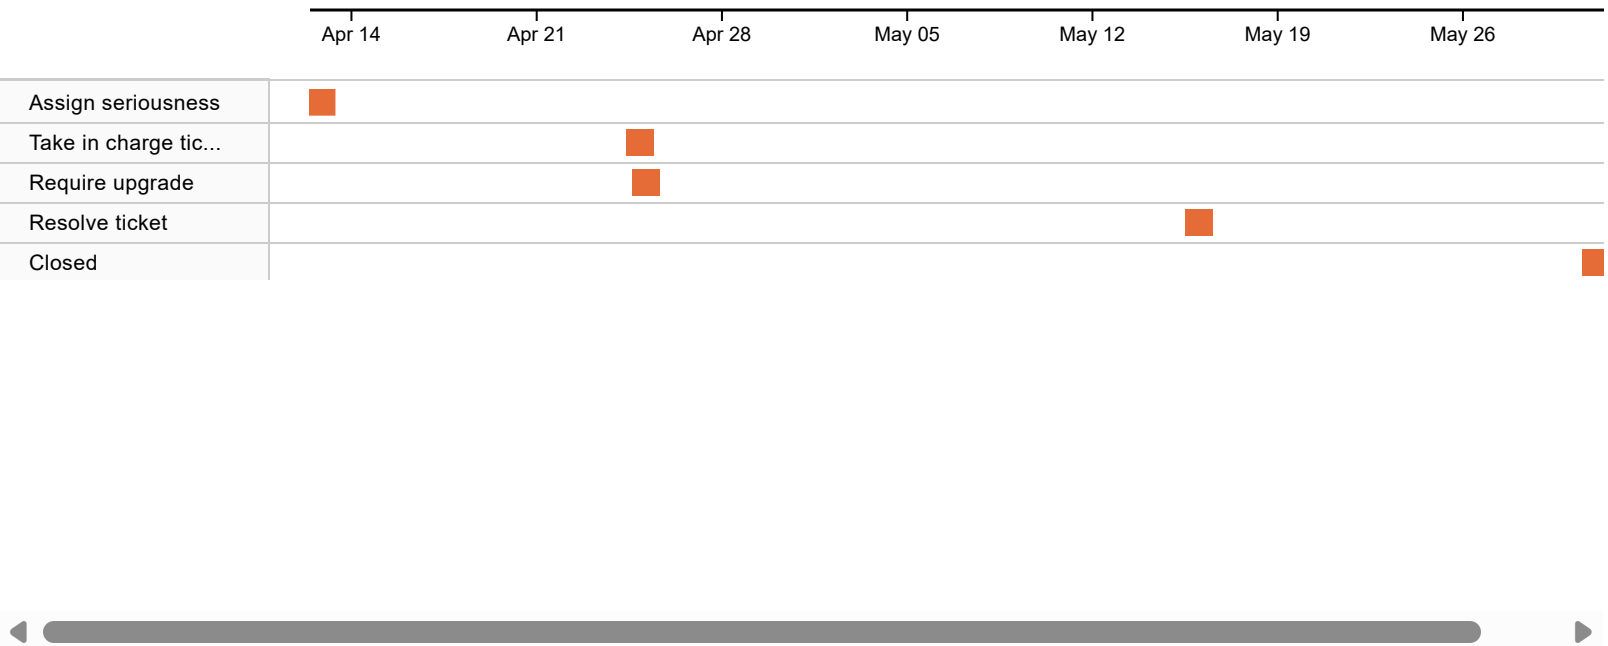 Apr 14 Apr 21 Apr 28 May 05 May 12 May 19 May 26
Assign seriousness
Take in charge tic...
Require upgrade
Resolve ticket
Closed